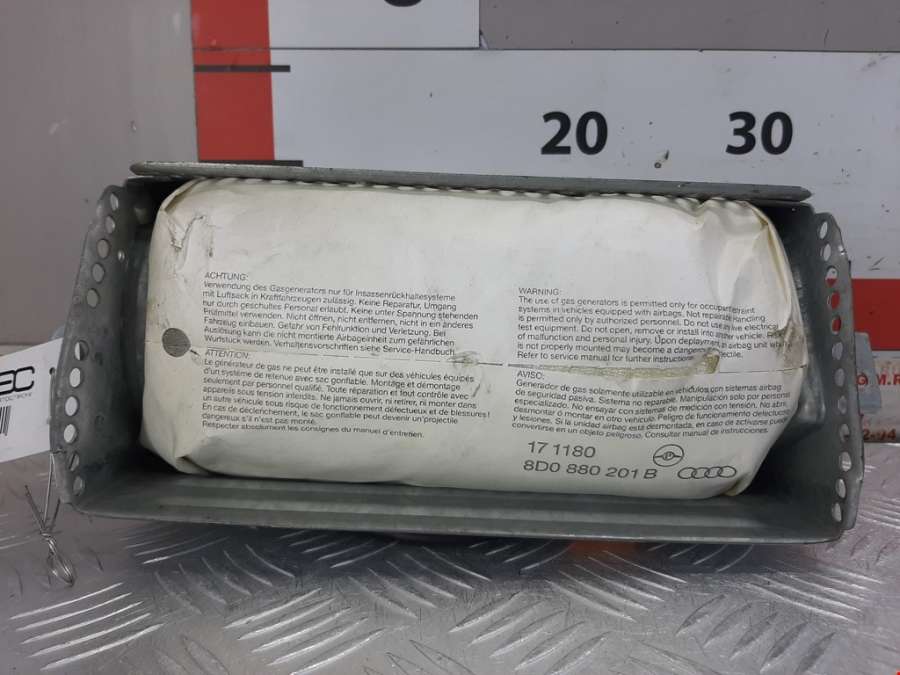 20 30
ACHTUNG:
Verwendung des Gasgenerators nur für Insassenrückhaltesysteme
mit Luftsack in Kraftfahrzeugen zulässig. Keine Reparatur, Umgang
nur durch geschultes Personal erlaubt. Keine unter Spannung stehenden
Prüfmittel verwenden. Nicht öffnen, nicht entfernen, nicht in ein anderes
Fahrzeug einbauen. Gefahr von Fehlfunktion und Verletzung. Bei
Auslösung kann die nicht montierte Airbageinheit zum gefährlichen
Wurfstück werden. Verhaltensvorschriften siehe Service-Handbuch.
ATTENTION:
Le générateur de gaz ne peut être installé que sur des véhicules équipés
d'un système de retenue avec sac gonflable. Montage et démontage
seulement par personnel qualifié. Toute réparation et tout contrôle avec
appareils sous tension interdits. Ne jamais ouvrir, ni retirer, ni monter dans
un autre véhicule sous risque de fonctionnement défectueux et de blessures!
En cas de déclenchement, le sac gonflable peut devenir un projectile
dangereux s'il n'est pas monté.
Respecter absolument les consignes du manuel d'entretien.
WARNING:
The use of gas generators is permitted only for occupant restraint
systems in vehicles equipped with airbags. Not reparable. Handling
is permitted only by authorized personnel. Do not use live electrical
test equipment. Do not open, remove or install into another vehicle. Risk
of malfunction and personal injury. Upon deployment, airbag unit which
is not properly mounted may become a dangerous projectile.
Refer to service manual for further instructions.
AVISO:
Generador de gas solamente utilizable en vehículos con sistemas airbag
de seguridad pasiva. Sistema no reparable. Manipulación solo por personal
especializado. No ensayar con sistemas de medición con tensión. No abrir,
desmontar ó montar en otro vehículo. Peligro de funcionamiento defectuoso
y lesiones. Si la unidad airbag esta desmontada, en caso de activarse puede
convertirse en un objeto peligroso. Consultar manual de instrucciones.
17 1180
8D0 880 201 B